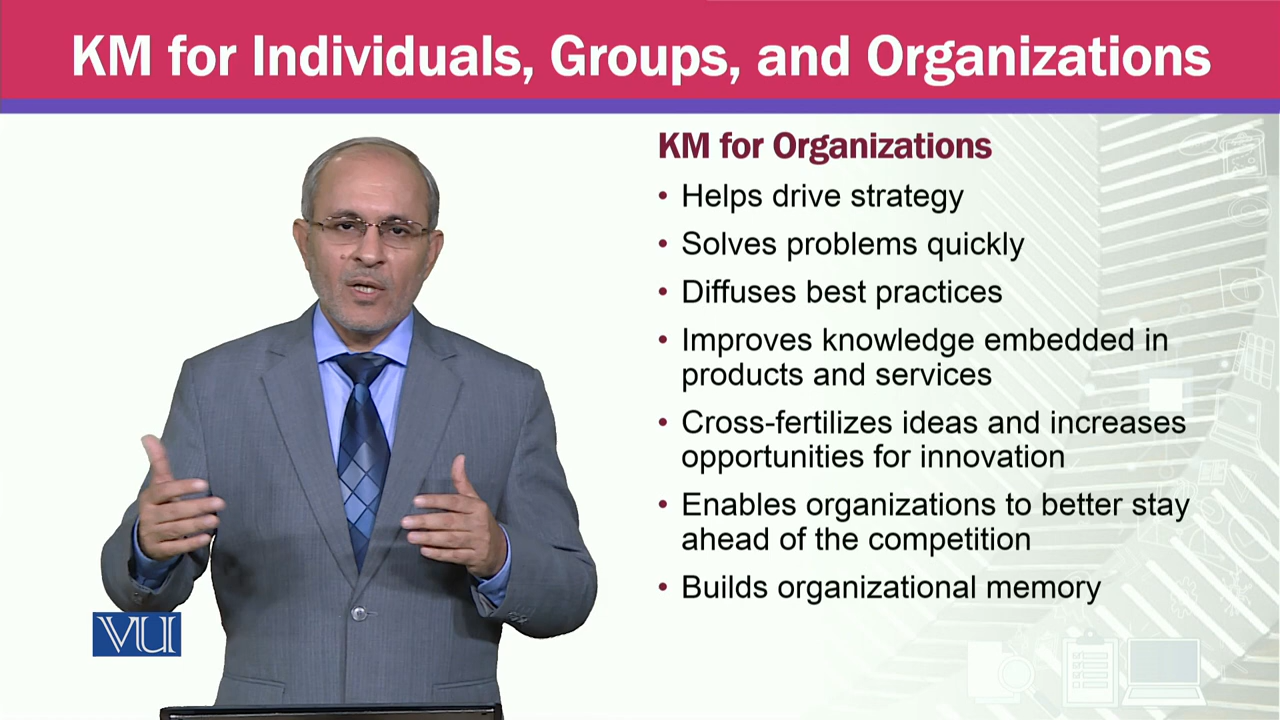 KM for Individuals, Groups, and Organizations
KM for Organizations
• Helps drive strategy
• Solves problems quickly
• Diffuses best practices
• Improves knowledge embedded in
products and services
• Cross-fertilizes ideas and increases
opportunities for innovation
• Enables organizations to better stay
ahead of the competition
• Builds organizational memory
VU